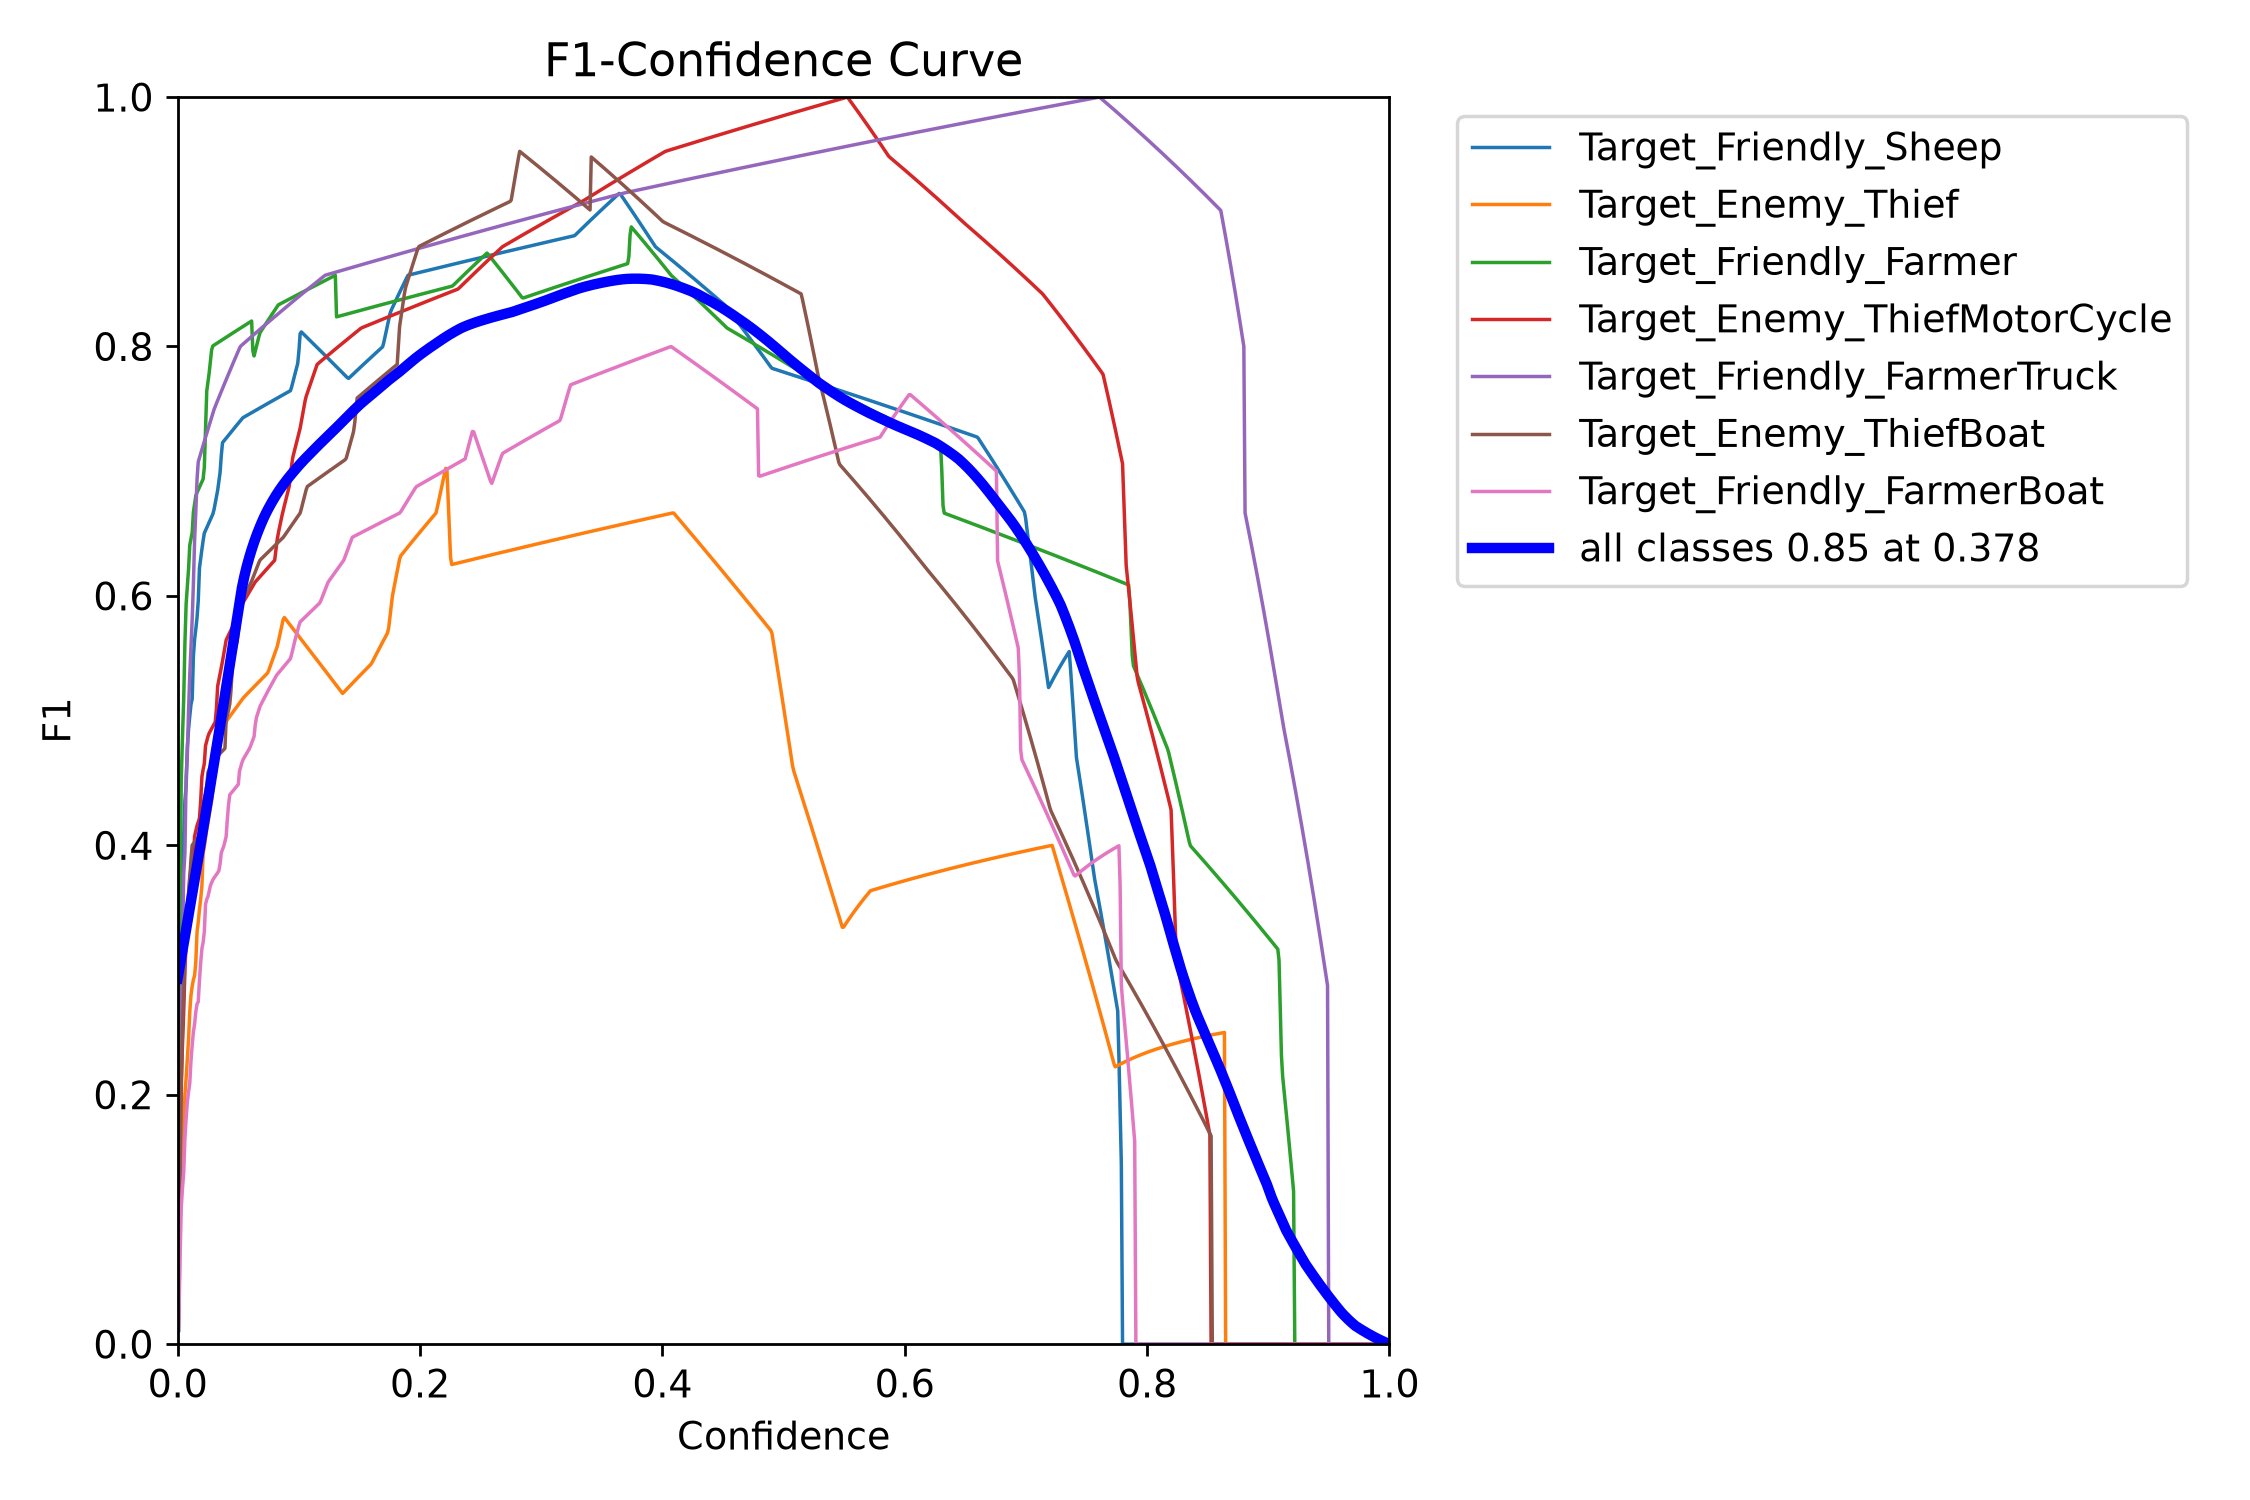 F1-Confidence Curve
1.0
0.8
0.6
0.4
0.2
0.0
F1
0.0 0.2 0.4 0.6 0.8 1.0
Confidence
Target_Friendly_Sheep
Target_Enemy_Thief
Target_Friendly_Farmer
Target_Enemy_ThiefMotorCycle
Target_Friendly_FarmerTruck
Target_Enemy_ThiefBoat
Target_Friendly_FarmerBoat
all classes 0.85 at 0.378